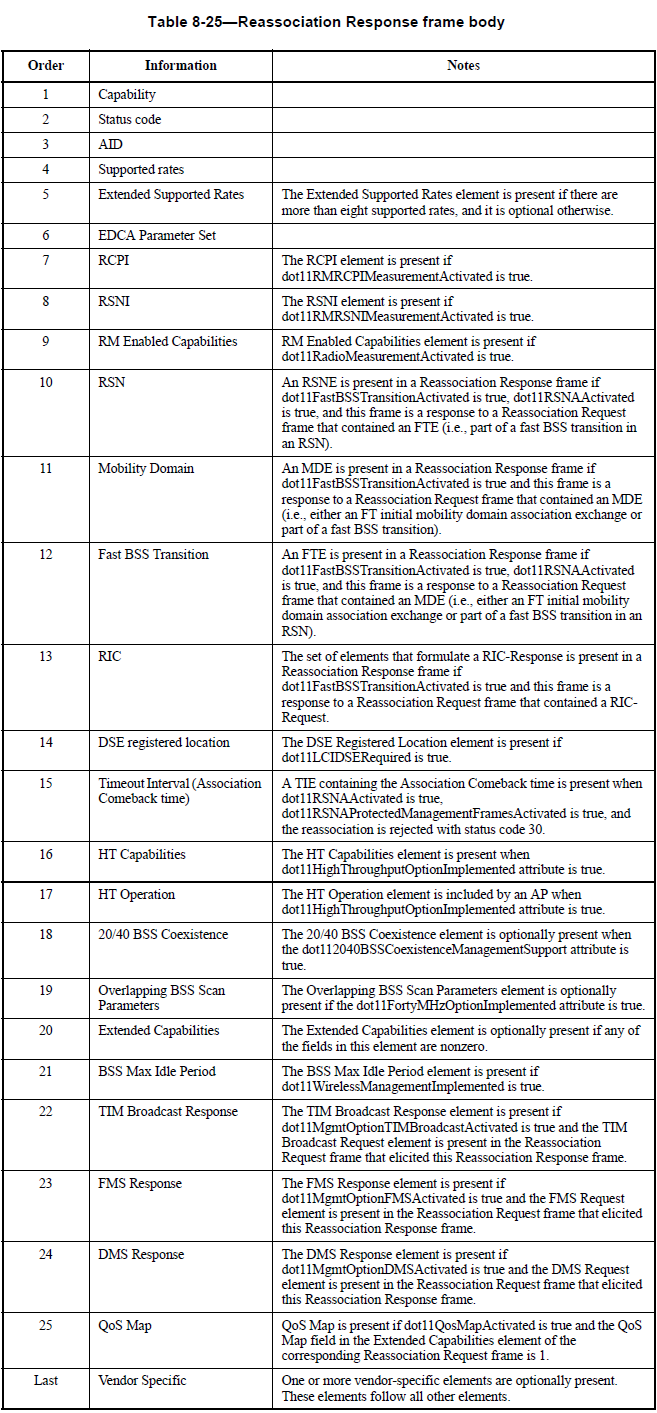 Table 8-25—Reassociation Response frame body
Order Information Notes
1 Capability
2 Status code
3 AID
4 Supported rates
5 Extended Supported Rates The Extended Supported Rates element is present if there are
more than eight supported rates, and it is optional otherwise.
6 EDCA Parameter Set
7 RCPI The RCPI element is present if
dot11RMRCPIMeasurementActivated is true.
8 RSNI The RSNI element is present if
dot11RMRSNIMeasurementActivated is true.
9 RM Enabled Capabilities RM Enabled Capabilities element is present if
dot11RadioMeasurementActivated is true.
10 RSN An RSNE is present in a Reassociation Response frame if
dot11FastBSSTransitionActivated is true, dot11RSNAActivated
is true, and this frame is a response to a Reassociation Request
frame that contained an FTE (i.e., part of a fast BSS transition in
an RSN).
11 Mobility Domain An MDE is present in a Reassociation Response frame if
dot11FastBSSTransitionActivated is true and this frame is a
response to a Reassociation Request frame that contained an MDE
(i.e., either an FT initial mobility domain association exchange or
part of a fast BSS transition).
12 Fast BSS Transition An FTE is present in a Reassociation Response frame if
dot11FastBSSTransitionActivated is true, dot11RSNAActivated
is true, and this frame is a response to a Reassociation Request
frame that contained an MDE (i.e., either an FT initial mobility
domain association exchange or part of a fast BSS transition in an
RSN).
13 RIC The set of elements that formulate a RIC-Response is present in a
Reassociation Response frame if
dot11FastBSSTransitionActivated is true and this frame is a
response to a Reassociation Request frame that contained a RIC-
Request.
14 DSE registered location The DSE Registered Location element is present if
dot11LCIDSERequired is true.
15 Timeout Interval (Association A TIE containing the Association Comeback time is present when
Comeback time) dot11RSNAActivated is true,
dot11RSNAProtectedManagementFramesActivated is true, and
the reassociation is rejected with status code 30.
16 HT Capabilities The HT Capabilities element is present when
dot11HighThroughputOptionImplemented attribute is true.
17 HT Operation The HT Operation element is included by an AP when
dot11HighThroughputOptionImplemented attribute is true.
18 20/40 BSS Coexistence The 20/40 BSS Coexistence element is optionally present when
the dot112040BSSCoexistenceManagementSupport attribute is
true.
19 Overlapping BSS Scan The Overlapping BSS Scan Parameters element is optionally
Parameters present if the dot11FortyMHzOptionImplemented attribute is true.
20 Extended Capabilities The Extended Capabilities element is optionally present if any of
the fields in this element are nonzero.
21 BSS Max Idle Period The BSS Max Idle Period element is present if
dot11WirelessManagementImplemented is true.
22 TIM Broadcast Response The TIM Broadcast Response element is present if
dot11MgmtOptionTIMBroadcastActivated is true and the TIM
Broadcast Request element is present in the Reassociation
Request frame that elicited this Reassociation Response frame.
23 FMS Response The FMS Response element is present if
dot11MgmtOptionFMSActivated is true and the FMS Request
element is present in the Reassociation Request frame that elicited
this Reassociation Response frame.
24 DMS Response The DMS Response element is present if
dot11MgmtOptionDMSActivated is true and the DMS Request
element is present in the Reassociation Request frame that elicited
this Reassociation Response frame.
25 QoS Map QoS Map is present if dot11QosMapActivated is true and the QoS
Map field in the Extended Capabilities element of the
corresponding Reassociation Request frame is 1.
Last Vendor Specific One or more vendor-specific elements are optionally present.
These elements follow all other elements.